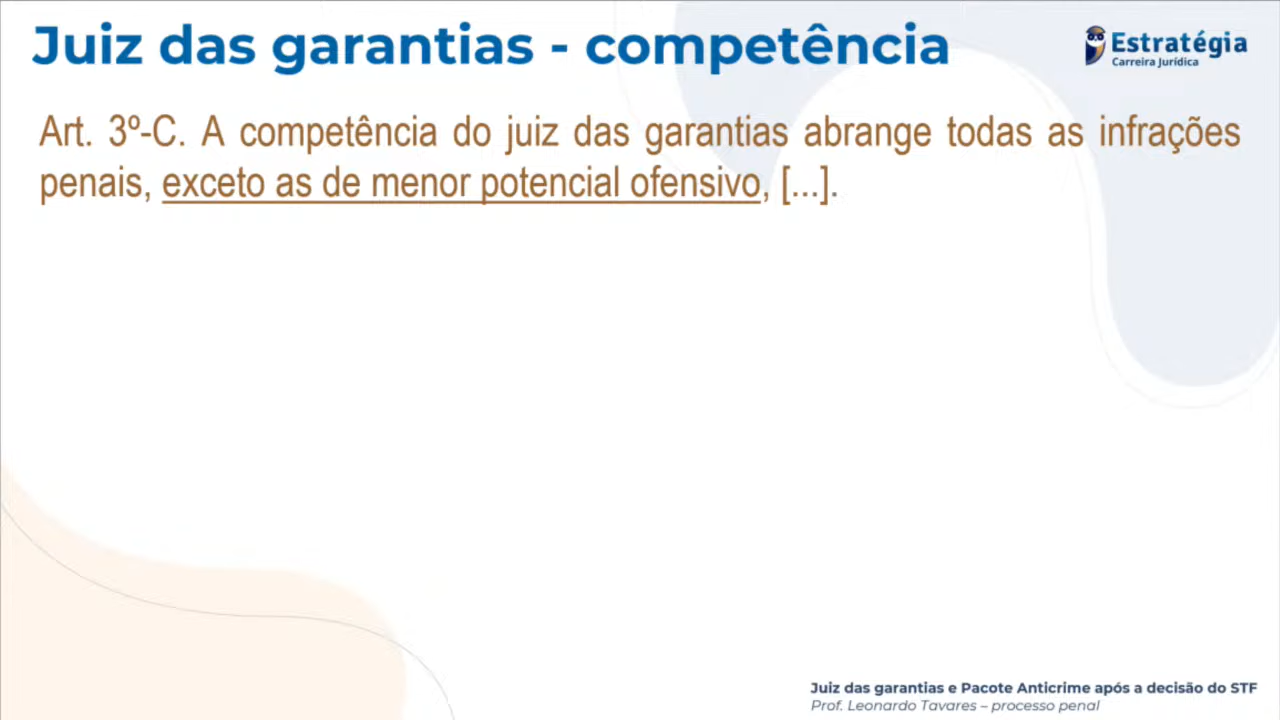 Juiz das garantias - competência
Estratégia
Carreira Jurídica
Art. 3º-C. A competência do juiz das garantias abrange todas as infrações
penais, exceto as de menor potencial ofensivo, [...].
Juiz das garantias e Pacote Anticrime após a decisão do STF
Prof. Leonardo Tavares – processo penal